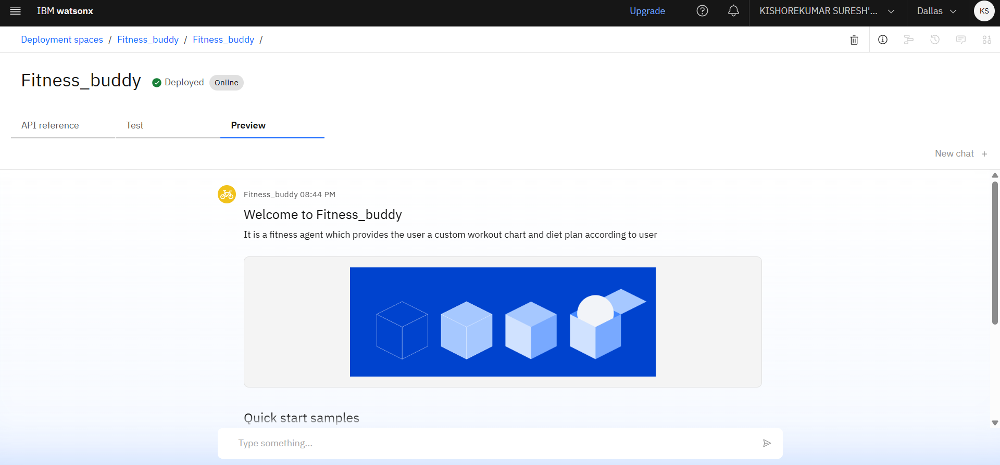 IBM watsonx
Upgrade
KISHOREKUMAR SURESH'...
Dallas
KS
Deployment spaces / Fitness_buddy / Fitness_buddy /
Fitness_buddy
Deployed
Online
API reference
Test
Preview
New chat +
Fitness_buddy 08:44 PM
Welcome to Fitness_buddy
It is a fitness agent which provides the user a custom workout chart and diet plan according to user
Quick start samples
Type something...